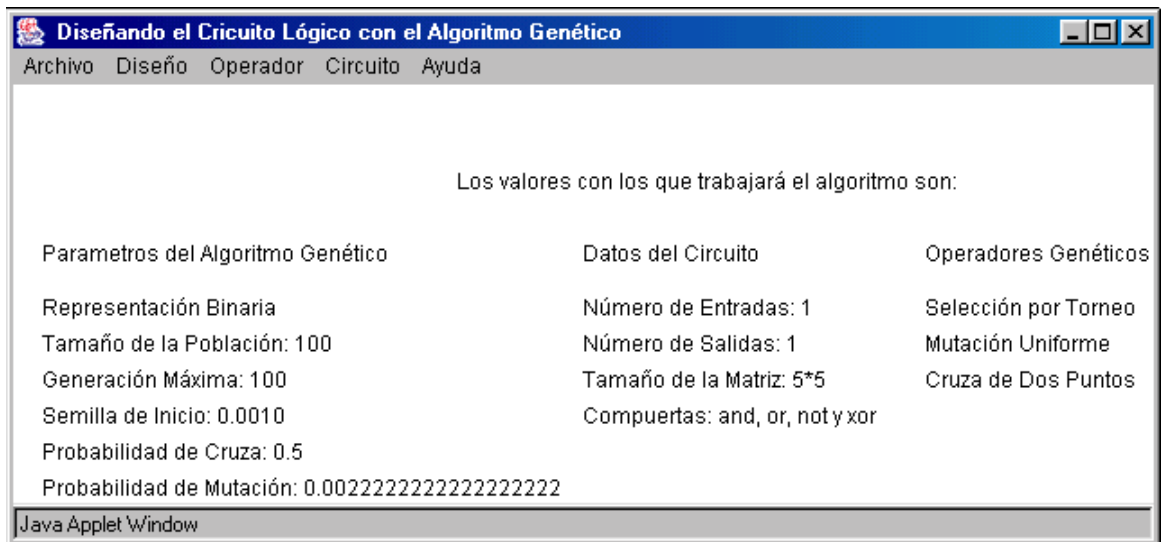 Diseñando el Cricuito Lógico con el Algoritmo Genético
Archivo Diseño Operador Circuito Ayuda
Los valores con los que trabajará el algoritmo son:
Parametros del Algoritmo Genético
Representación Binaria
Tamaño de la Población: 100
Generación Máxima: 100
Semilla de Inicio: 0.0010
Probabilidad de Cruza: 0.5
Probabilidad de Mutación: 0.0022222222222222222
Datos del Circuito
Número de Entradas: 1
Número de Salidas: 1
Tamaño de la Matriz: 5*5
Compuertas: and, or, not y xor
Operadores Genéticos
Selección por Torneo
Mutación Uniforme
Cruza de Dos Puntos
Java Applet Window